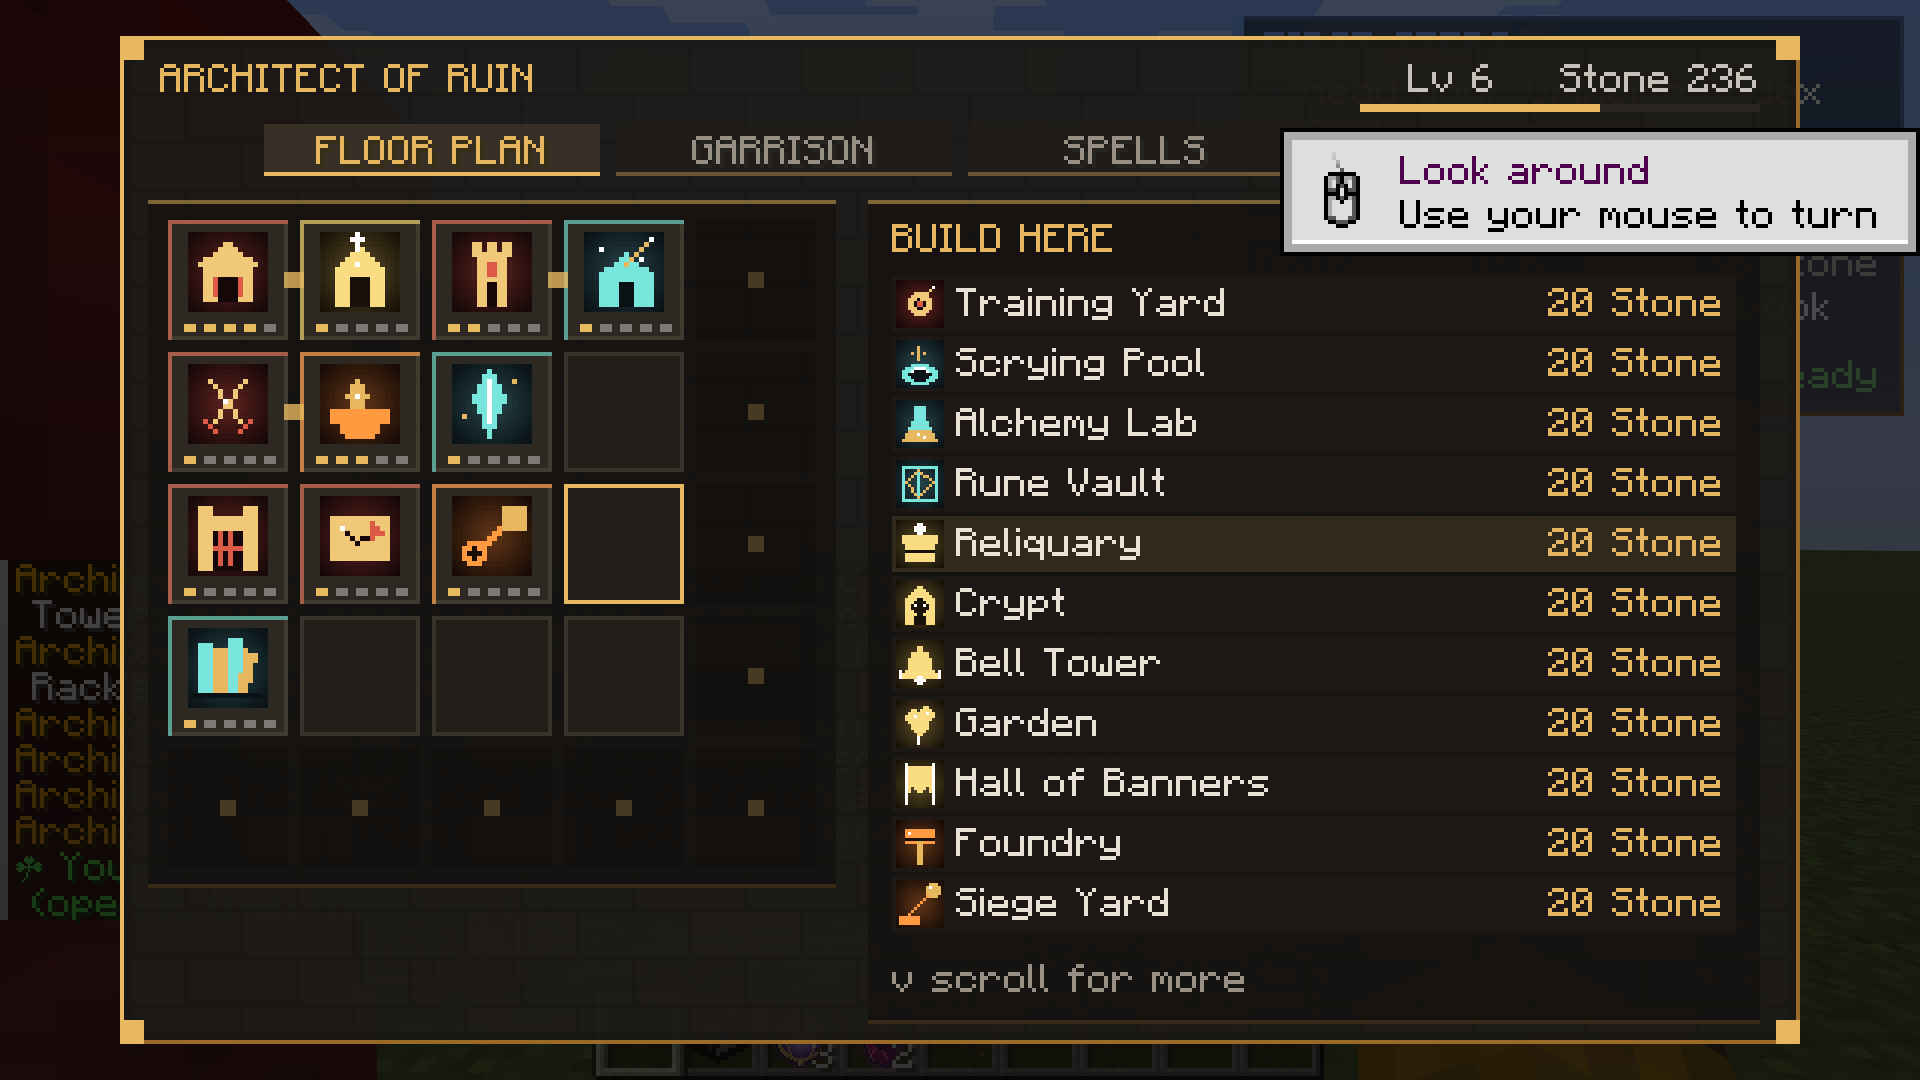 ARCHITECT OF RUIN
Lv 6 Stone 236
FLOOR PLAN GARRISON SPELLS
Look around
Use your mouse to turn
BUILD HERE
Training Yard 20 Stone
Scrying Pool 20 Stone
Alchemy Lab 20 Stone
Rune Vault 20 Stone
Reliquary 20 Stone
Crypt 20 Stone
Bell Tower 20 Stone
Garden 20 Stone
Hall of Banners 20 Stone
Foundry 20 Stone
Siege Yard 20 Stone
v scroll for more